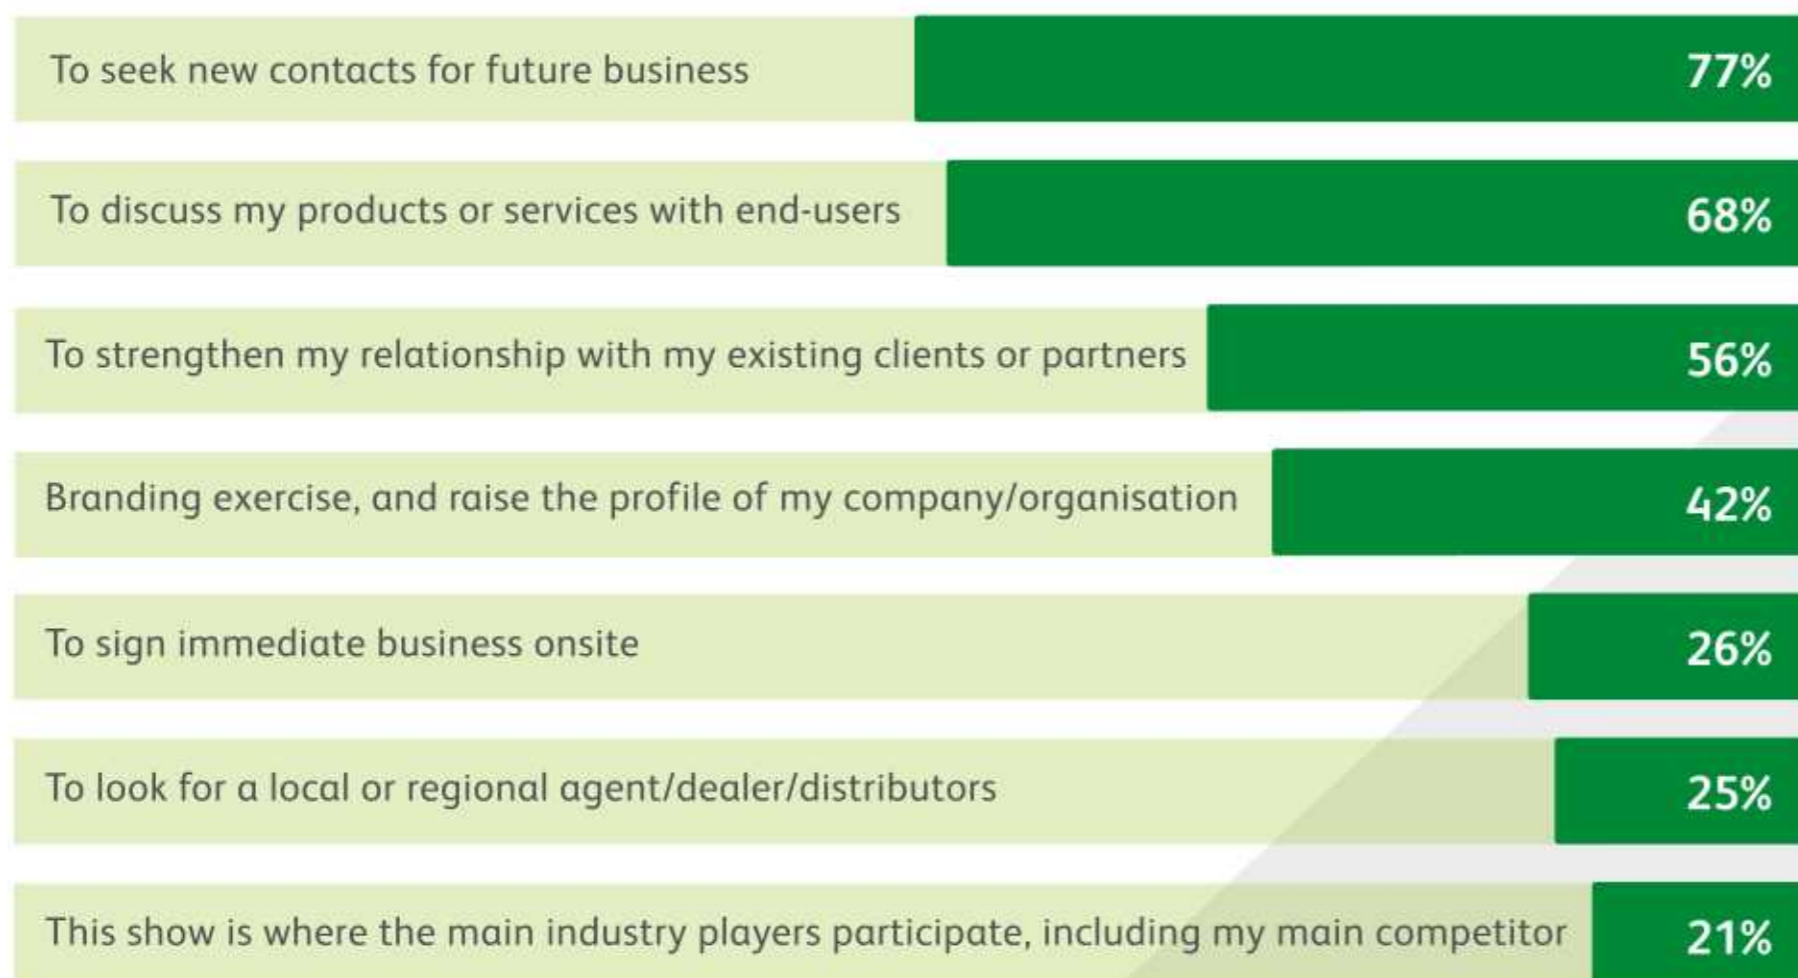 To seek new contacts for future business 77%
To discuss my products or services with end-users 68%
To strengthen my relationship with my existing clients or partners 56%
Branding exercise, and raise the profile of my company/organisation 42%
To sign immediate business onsite 26%
To look for a local or regional agent/dealer/distributors 25%
This show is where the main industry players participate, including my main competitor 21%